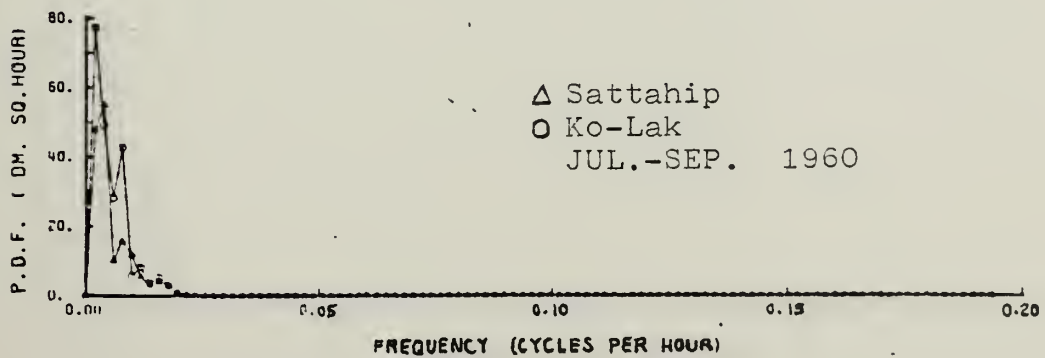 80.
60.
40.
20.
0.
P.D.F. ( DM. SQ.HOUR)
Δ Sattahip
O Ko-Lak
JUL.-SEP. 1960
0.00 0.05 0.10 0.15 0.20
FREQUENCY (CYCLES PER HOUR)